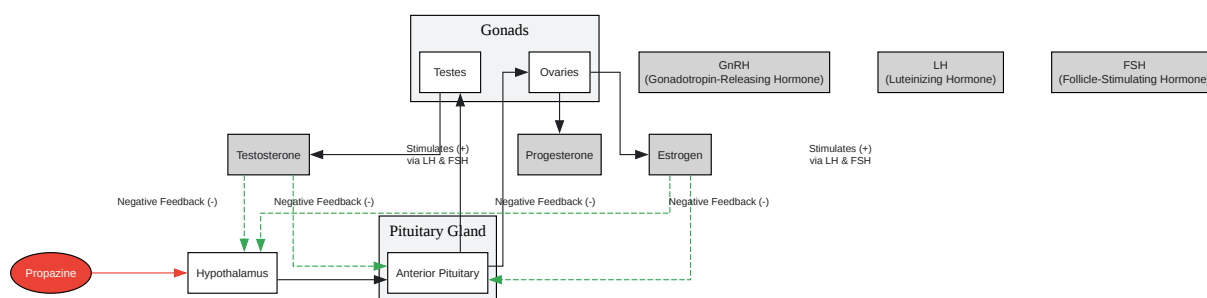 Gonads
Testes
Ovaries
GnRH
(Gonadotropin-Releasing Hormone)
LH
(Luteinizing Hormone)
FSH
(Follicle-Stimulating Hormone)
Testosterone
Stimulates (+)
via LH & FSH
Progesterone
Estrogen
Stimulates (+)
via LH & FSH
Negative Feedback (-)
Negative Feedback (-)
Negative Feedback (-)
Negative Feedback (-)
Pituitary Gland
Propazine
Hypothalamus
Anterior Pituitary